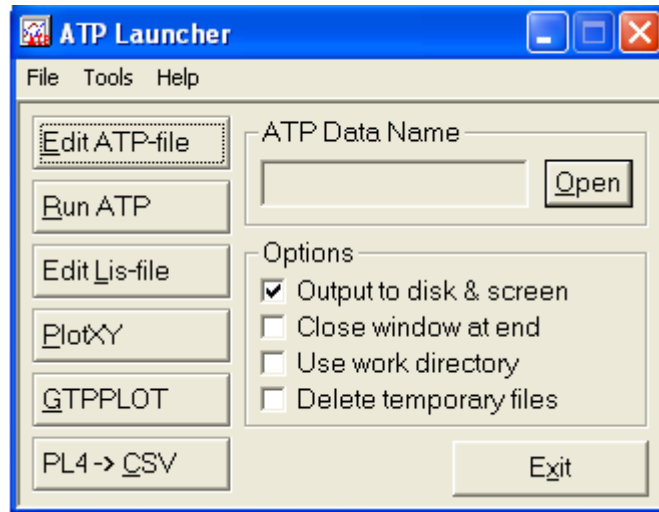 ATP Launcher
File Tools Help
Edit ATP-file
Run ATP
Edit Lis-file
PlotXY
GTPPLOT
PL4 -> CSV
ATP Data Name
Open
Options
Output to disk & screen
Close window at end
Use work directory
Delete temporary files
Exit